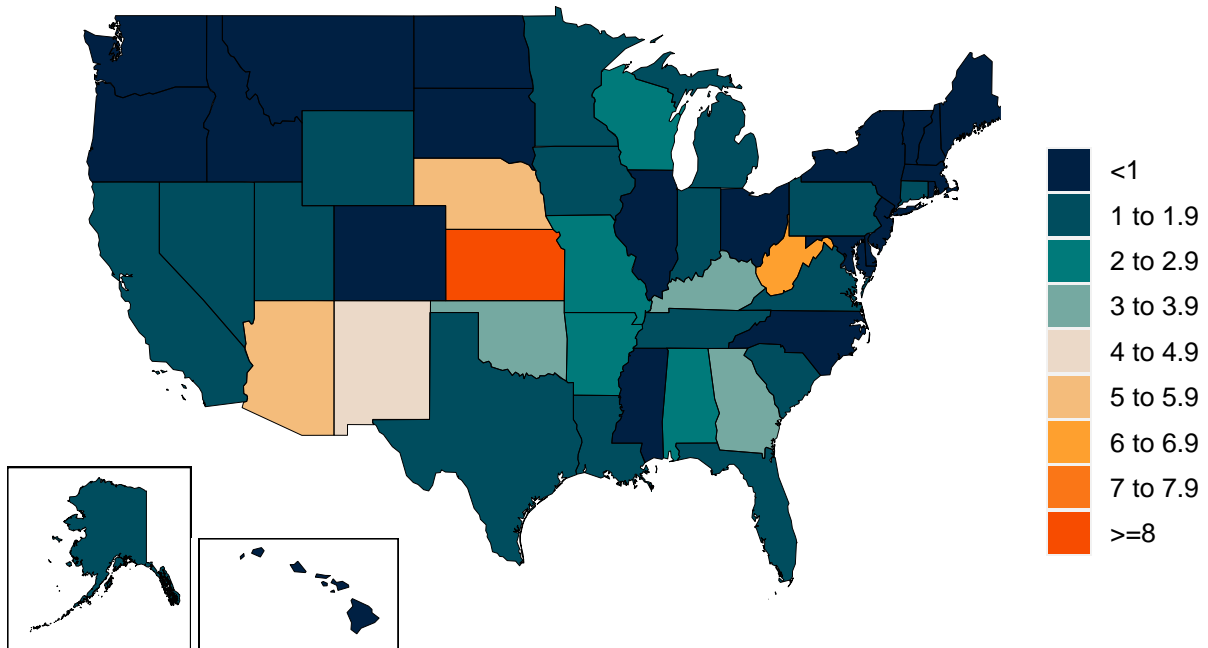 <1
1 to 1.9
2 to 2.9
3 to 3.9
4 to 4.9
5 to 5.9
6 to 6.9
7 to 7.9
>=8